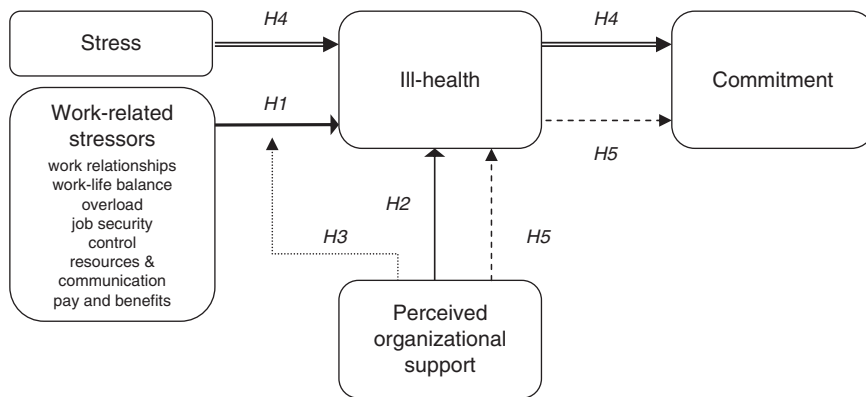 H4
H4
Stress
Ill-health
Commitment
Work-related
stressors
work relationships
work-life balance
overload
job security
control
resources &
communication
pay and benefits
H1
H5
H2
H3
H5
Perceived
organizational
support